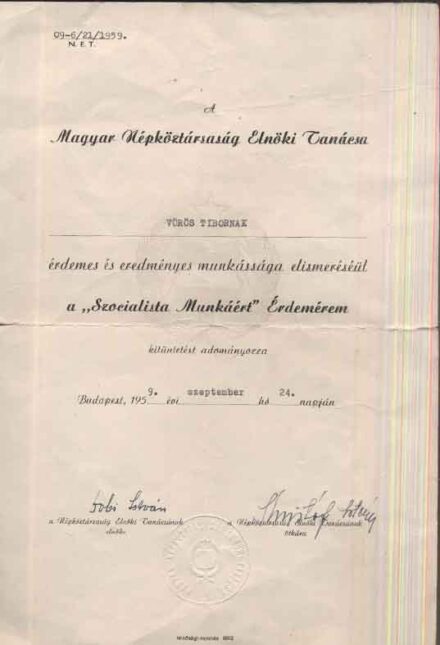 09-6/21/1959.
N. E. T.
A
Magyar Népköztársaság Elnöki Tanácsa
VÖRÖS TIBORNAK
érdemes és eredményes munkássága elismeréséül
a „Szocialista Munkáért" Érdemérem
kitüntetést adományozza
Budapest, 1959. évi szeptember hó 24. napján
Dobi István
a Népköztársaság Elnöki Tanácsának a Népköztársaság Elnöki Tanácsának
elnöke titkára